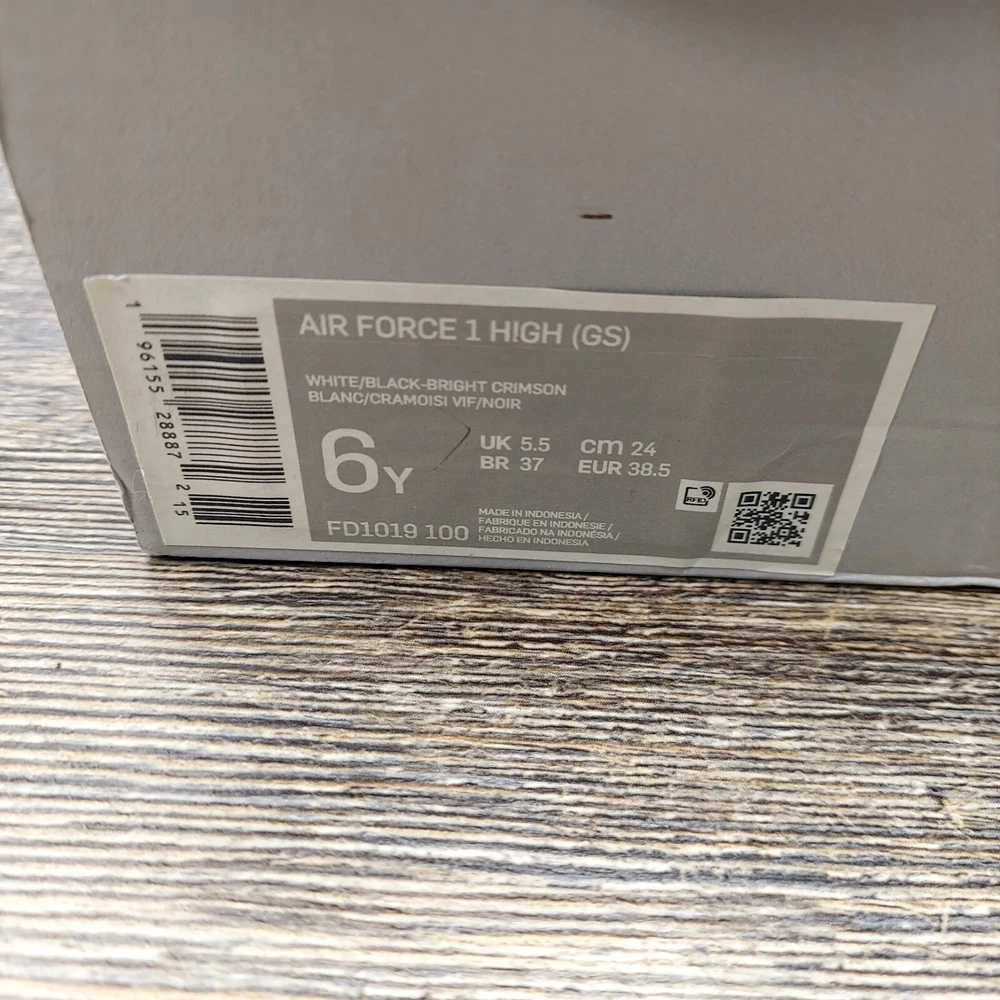 AIR FORCE 1 HIGH (GS)
WHITE/BLACK-BRIGHT CRIMSON
BLANC/CRAMOISI VIF/NOIR
6Y
UK 5.5 cm 24
BR 37 EUR 38.5
RFID
FD1019 100
MADE IN INDONESIA /
FABRIQUE EN INDONESIE /
FABRICADO NA INDONÉSIA /
HECHO EN INDONESIA
1 96155 28887 2 15